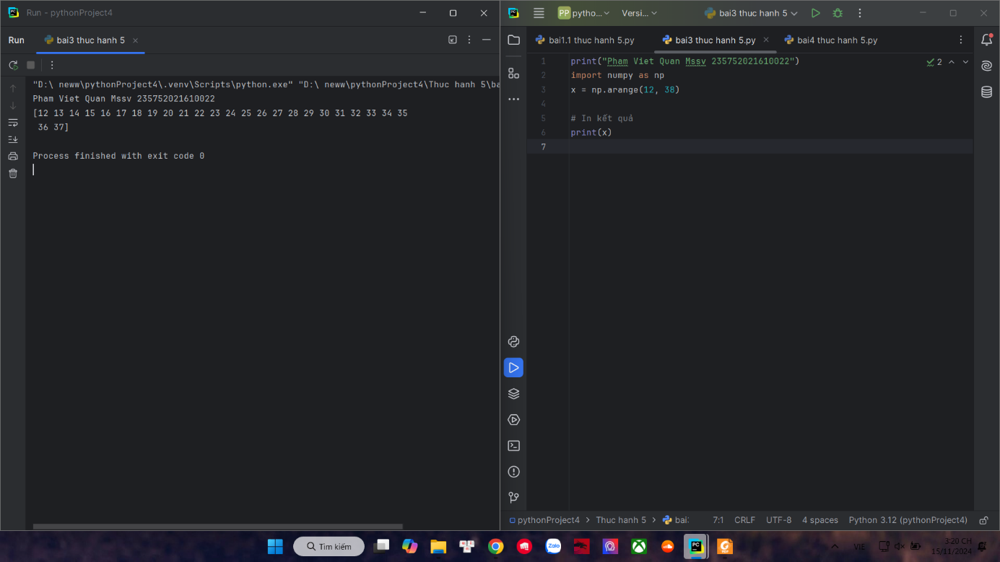 Run - pythonProject4
Run
bai3 thuc hanh 5
"D:\ neww\pythonProject4\.venv\Scripts\python.exe" "D:\ neww\pythonProject4\Thuc hanh 5\ba
Pham Viet Quan Mssv 235752021610022
[12 13 14 15 16 17 18 19 20 21 22 23 24 25 26 27 28 29 30 31 32 33 34 35
 36 37]
Process finished with exit code 0
PP pytho...
Versi...
bai3 thuc hanh 5
bai1.1 thuc hanh 5.py
bai3 thuc hanh 5.py
bai4 thuc hanh 5.py
1 print("Pham Viet Quan Mssv 235752021610022")
2 import numpy as np
3 x = np.arange(12, 38)
4
5 # In kết quả
6 print(x)
7
2
pythonProject4 > Thuc hanh 5 > bai:
7:1 CRLF UTF-8 4 spaces Python 3.12 (pythonProject4)
Tìm kiếm
Zalo
VIE
3:20 CH
15/11/2024